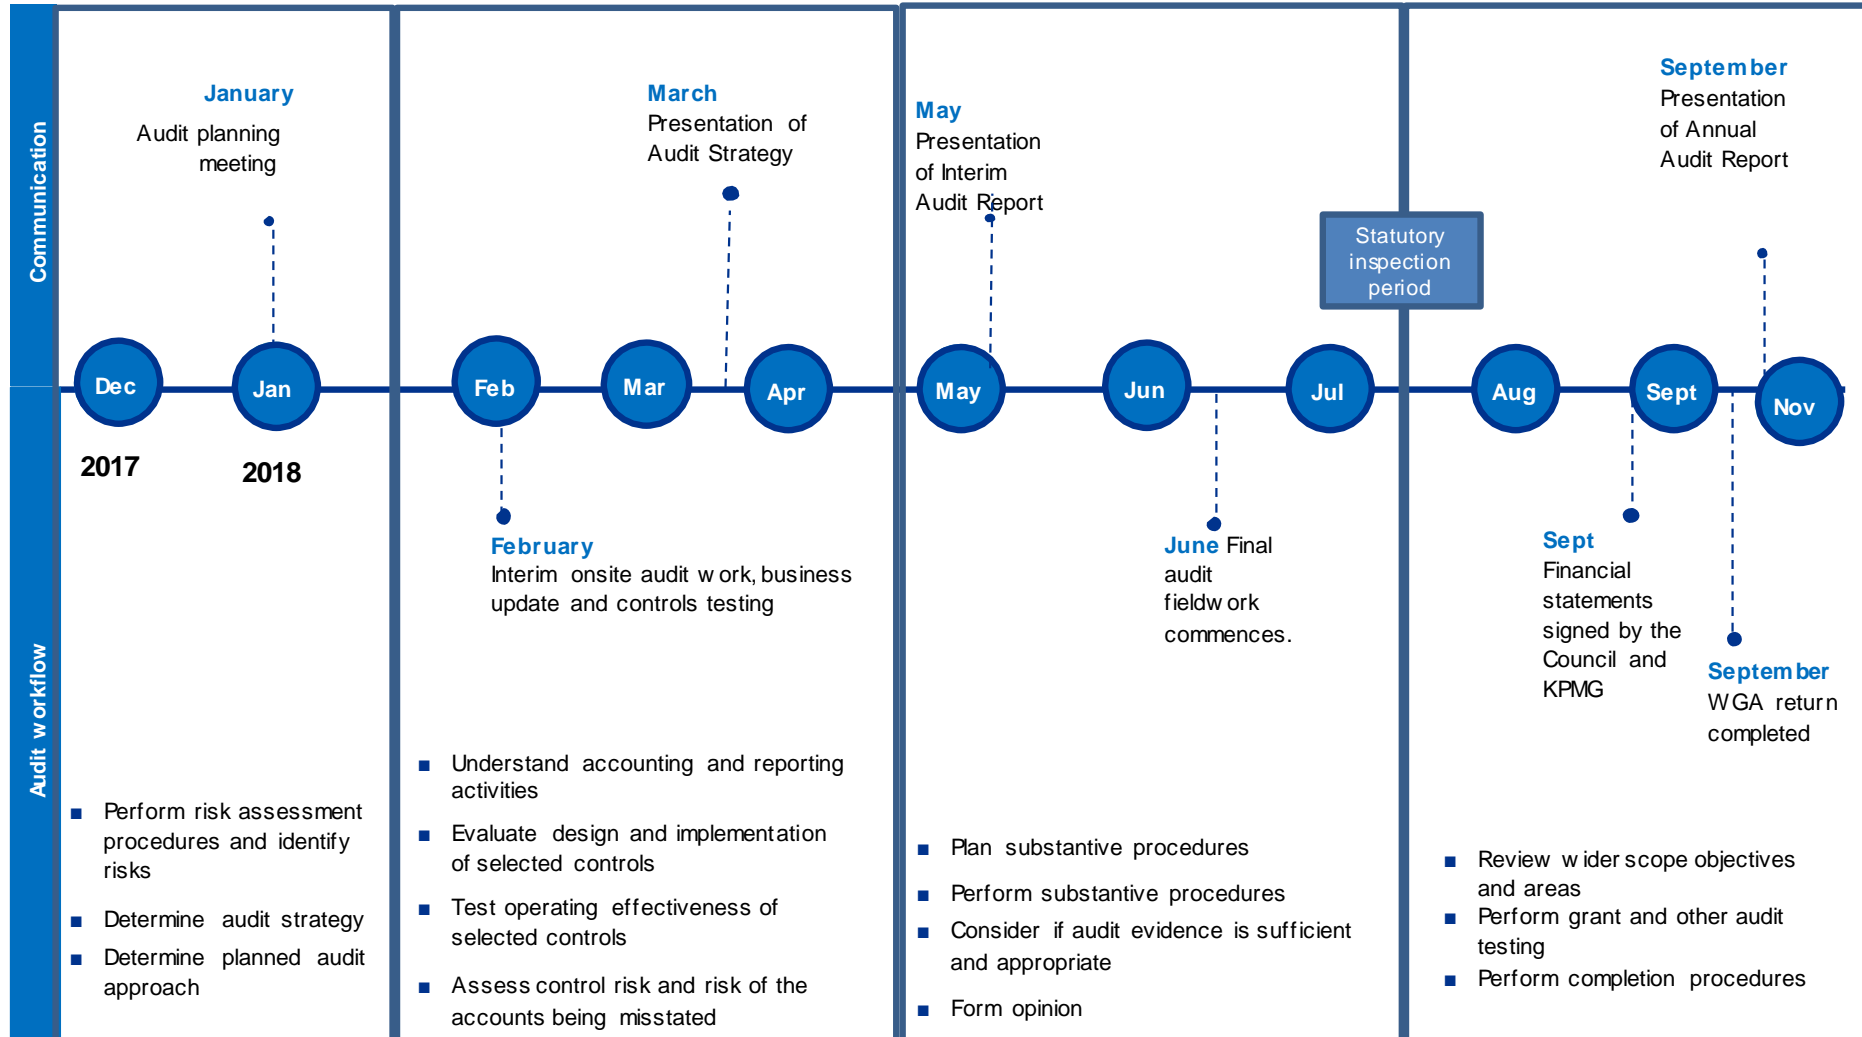 Communication
January
Audit planning
meeting
March
Presentation of
Audit Strategy
May
Presentation
of Interim
Audit Report
September
Presentation
of Annual
Audit Report
Statutory
inspection
period
Dec
Jan
Feb
Mar
Apr
May
Jun
Jul
Aug
Sept
Nov
2017
2018
Audit workflow
February
Interim onsite audit work, business
update and controls testing
June Final
audit
fieldwork
commences.
Sept
Financial
statements
signed by the
Council and
KPMG
September
WGA return
completed
■ Perform risk assessment
procedures and identify
risks
■ Determine audit strategy
■ Determine planned audit
approach
■ Understand accounting and reporting
activities
■ Evaluate design and implementation
of selected controls
■ Test operating effectiveness of
selected controls
■ Assess control risk and risk of the
accounts being misstated
■ Plan substantive procedures
■ Perform substantive procedures
■ Consider if audit evidence is sufficient
and appropriate
■ Form opinion
■ Review wider scope objectives
and areas
■ Perform grant and other audit
testing
■ Perform completion procedures